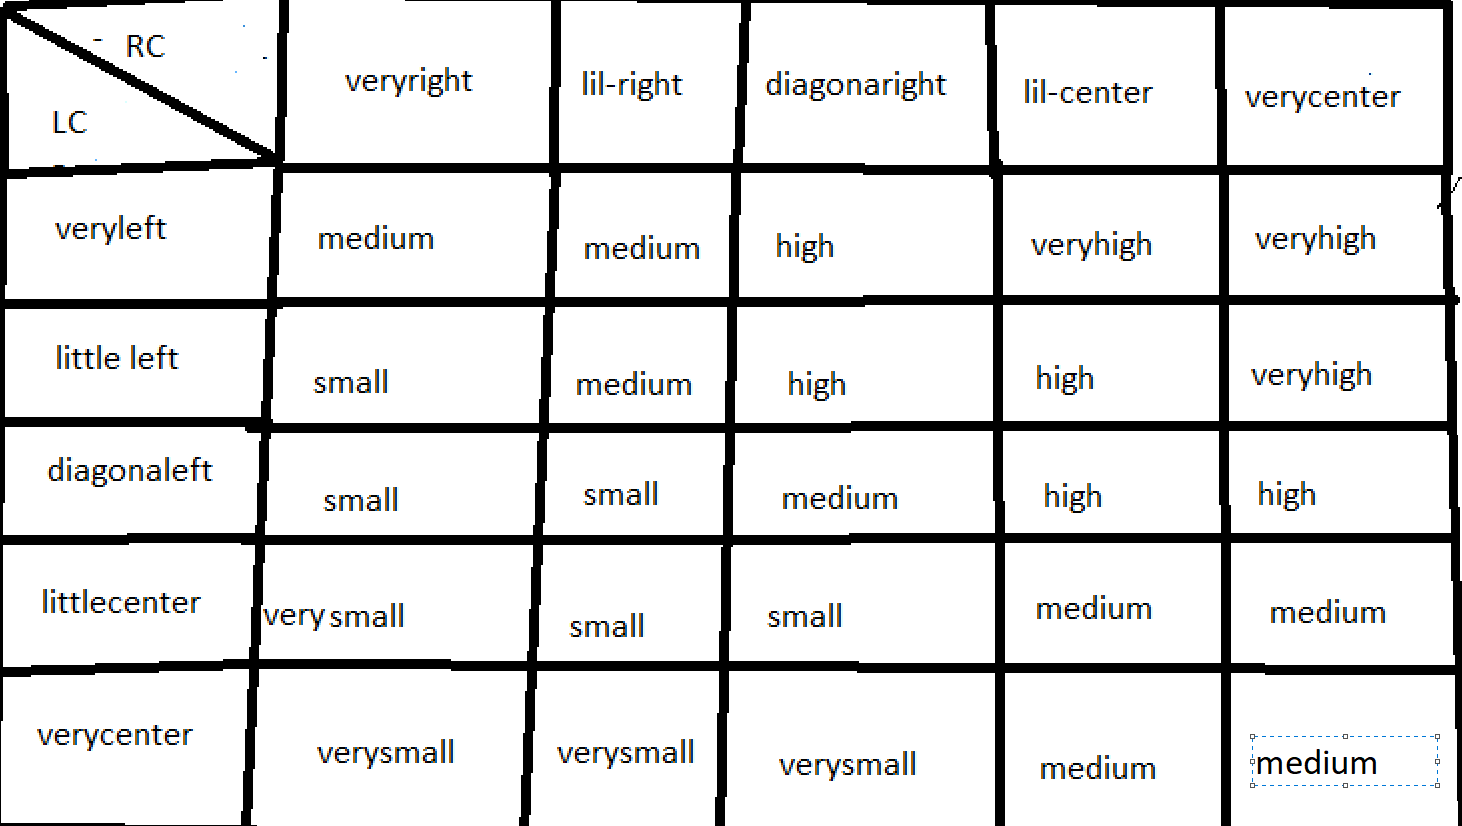 RC
LC
veryright lil-right diagonaright lil-center verycenter
veryleft medium medium high veryhigh veryhigh
little left small medium high high veryhigh
diagonaleft small small medium high high
littlecenter very small small small medium medium
verycenter verysmall verysmall verysmall medium medium